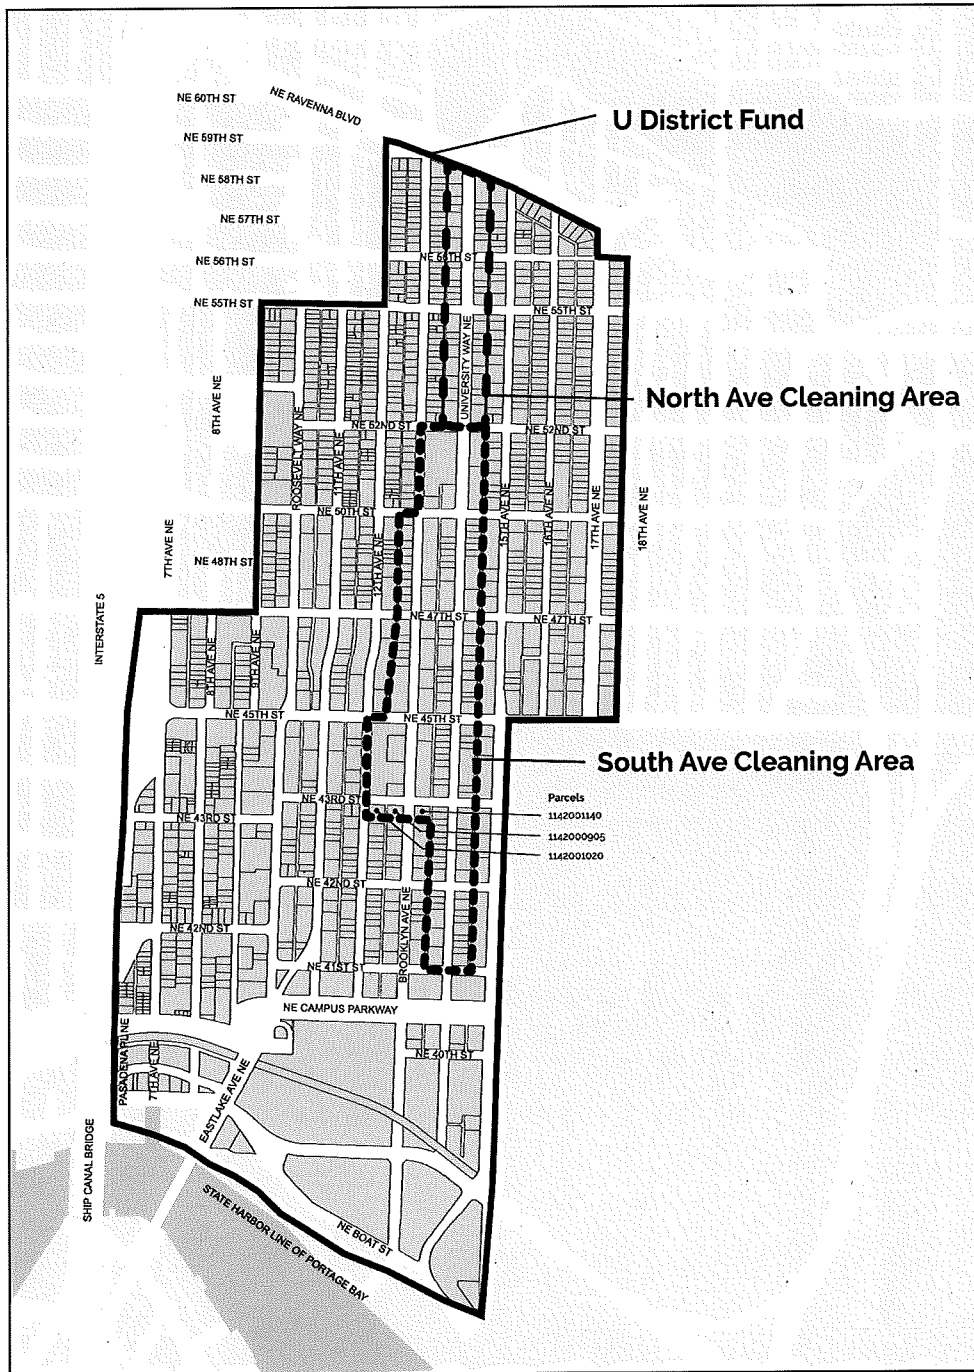 NE 60TH ST
NE RAVENNA BLVD
U District Fund
NE 59TH ST
NE 58TH ST
NE 57TH ST
NE 56TH ST
NE 56TH ST
NE 55TH ST
NE 55TH ST
8TH AVE NE
UNIVERSITY WAY NE
North Ave Cleaning Area
NE 52ND ST
NE 52ND ST
ROOSEVELT WAY NE
11TH AVE NE
NE 50TH ST
15TH AVE NE
16TH AVE NE
17TH AVE NE
18TH AVE NE
7TH AVE NE
NE 48TH ST
12TH AVE NE
INTERSTATE 5
NE 47TH ST
NE 47TH ST
8TH AVE NE
9TH AVE NE
NE 45TH ST
NE 45TH ST
South Ave Cleaning Area
NE 43RD ST
Parcels
1142001140
NE 43RD ST
1142000905
1142001020
NE 42ND ST
BROOKLYN AVE NE
NE 42ND ST
NE 41ST ST
NE CAMPUS PARKWAY
NE 40TH ST
PASADENA PL NE
7TH AVE NE
EASTLAKE AVE NE
SHIP CANAL BRIDGE
STATE HARBOR LINE OF PORTAGE BAY
NE BOAT ST